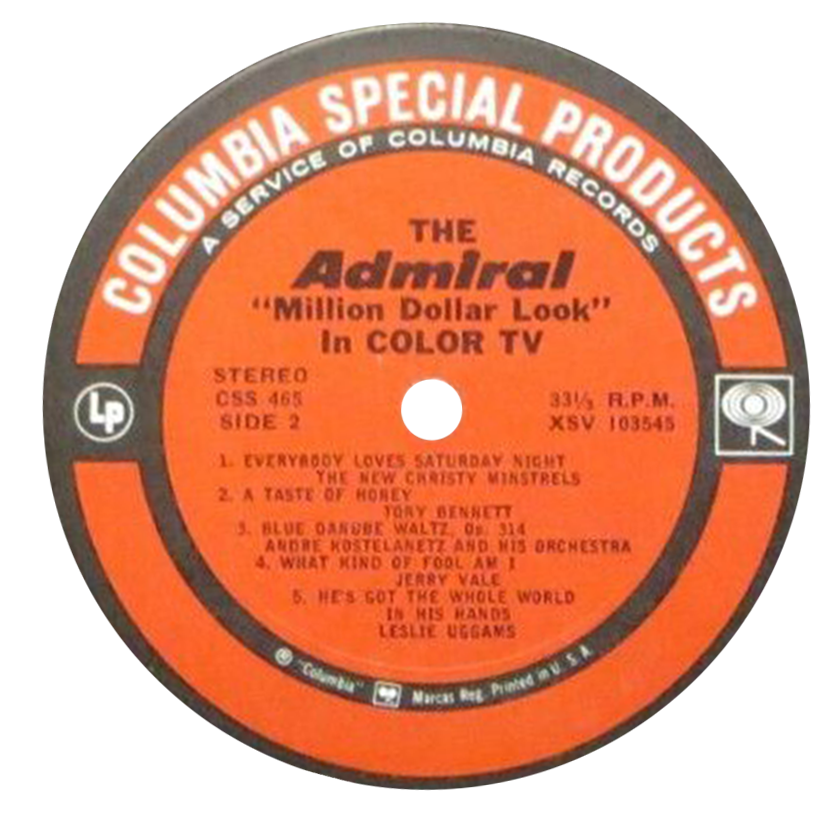 COLUMBIA SPECIAL PRODUCTS
A SERVICE OF COLUMBIA RECORDS
THE
Admiral
"Million Dollar Look"
In COLOR TV
STEREO
CSS 465
SIDE 2
33⅓ R.P.M.
XSV 103545
Lp
1. EVERYBODY LOVES SATURDAY NIGHT
THE NEW CHRISTY MINSTRELS
2. A TASTE OF HONEY
TONY BENNETT
3. BLUE DANUBE WALTZ, Op. 314
ANDRE KOSTELANETZ AND HIS ORCHESTRA
4. WHAT KIND OF FOOL AM I
JERRY VALE
5. HE'S GOT THE WHOLE WORLD
IN HIS HANDS
LESLIE UGGAMS
® "Columbia" Marcas Reg. Printed in U. S. A.